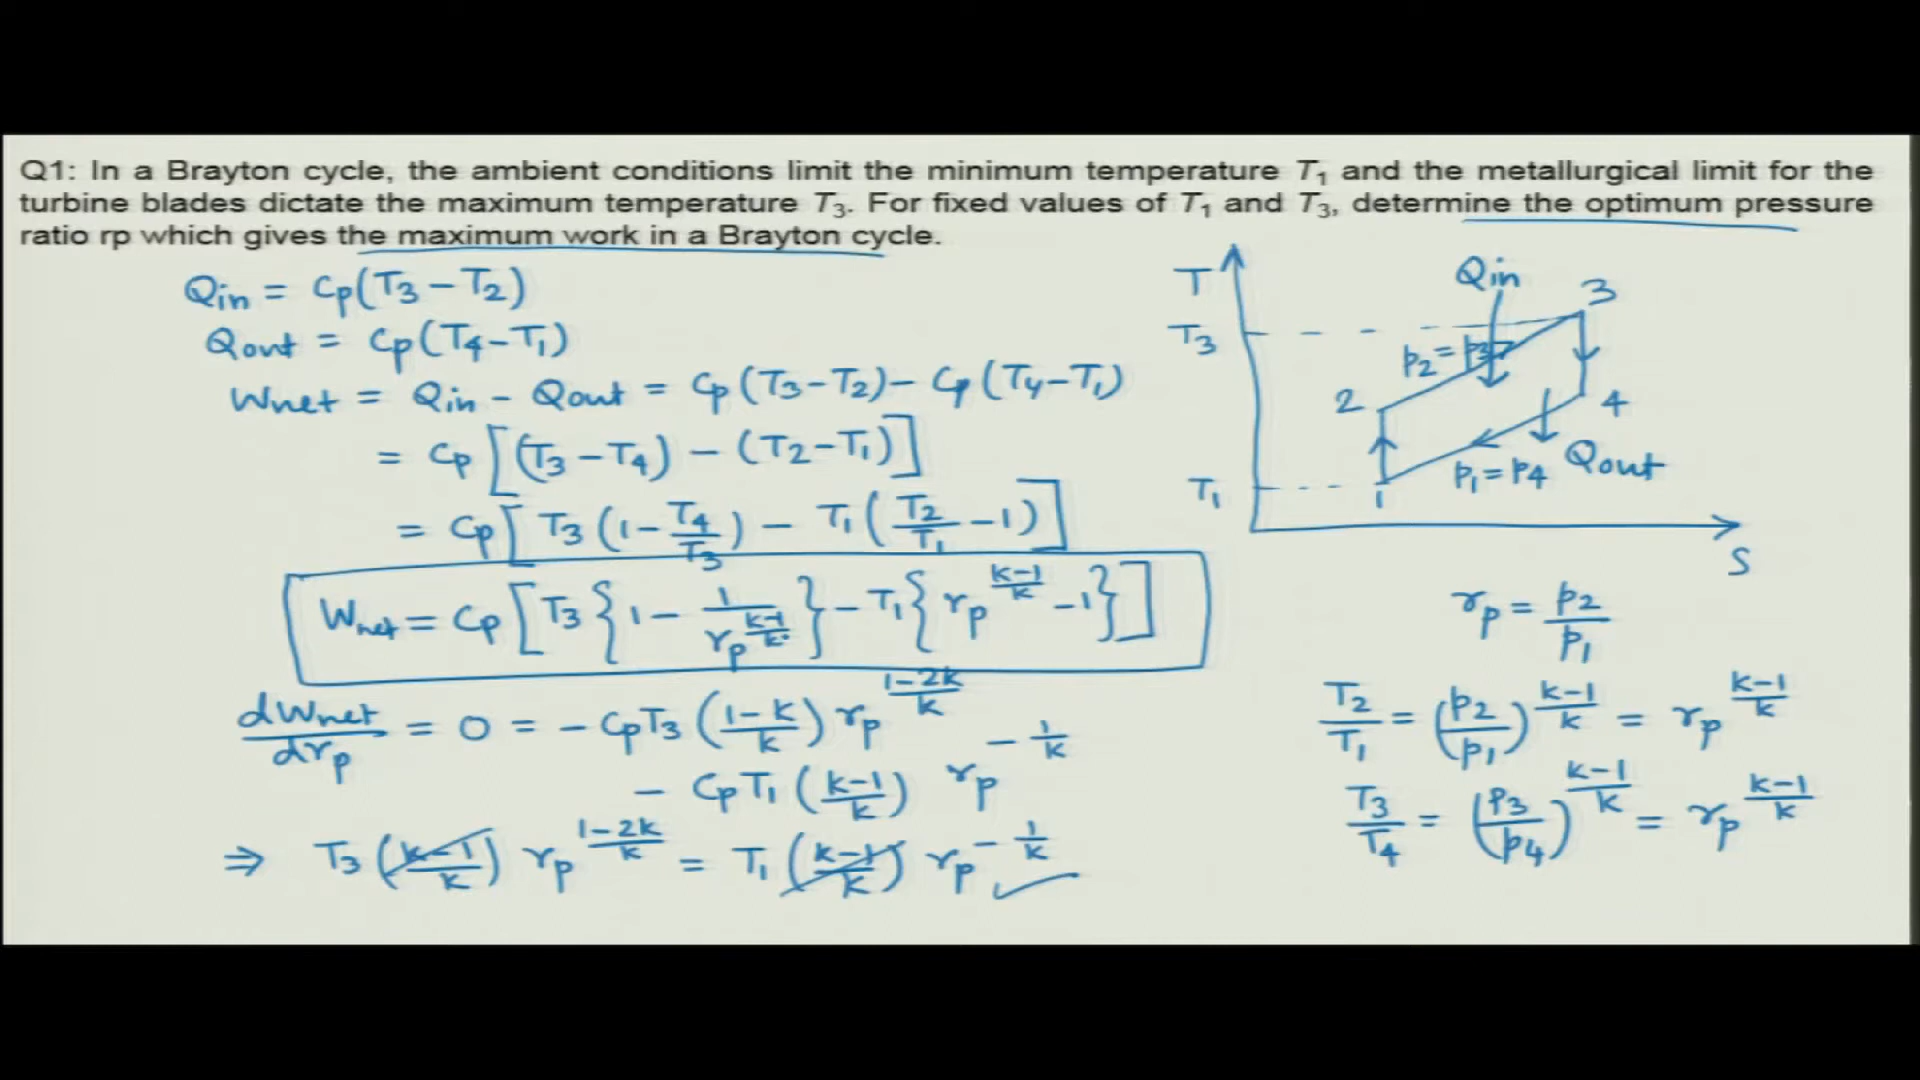 Q1: In a Brayton cycle, the ambient conditions limit the minimum temperature T₁ and the metallurgical limit for the
turbine blades dictate the maximum temperature T₃. For fixed values of T₁ and T₃, determine the optimum pressure
ratio rp which gives the maximum work in a Brayton cycle.
Qin = Cp(T3 – T2)
Qout = Cp(T4 – T1)
Wnet = Qin – Qout = Cp(T3 – T2) – Cp(T4 – T1)
= Cp[(T3 – T4) – (T2 – T1)]
= Cp[T3(1 – T4/T3) – T1(T2/T1 – 1)]
Wnet = Cp[T3{1 – 1/rp^((k-1)/k)} – T1{rp^((k-1)/k) – 1}]
dWnet/drp = 0 = – CpT3((1-k)/k) rp^((1-2k)/k)
– CpT1((k-1)/k) rp^(-1/k)
⇒ T3((k-1)/k) rp^((1-2k)/k) = T1((k-1)/k) rp^(-1/k)
T
Qin
3
T3
p2 = p3
2
4
p1 = p4
Qout
T1
1
S
rp = p2/p1
T2/T1 = (p2/p1)^((k-1)/k) = rp^((k-1)/k)
T3/T4 = (p3/p4)^((k-1)/k) = rp^((k-1)/k)